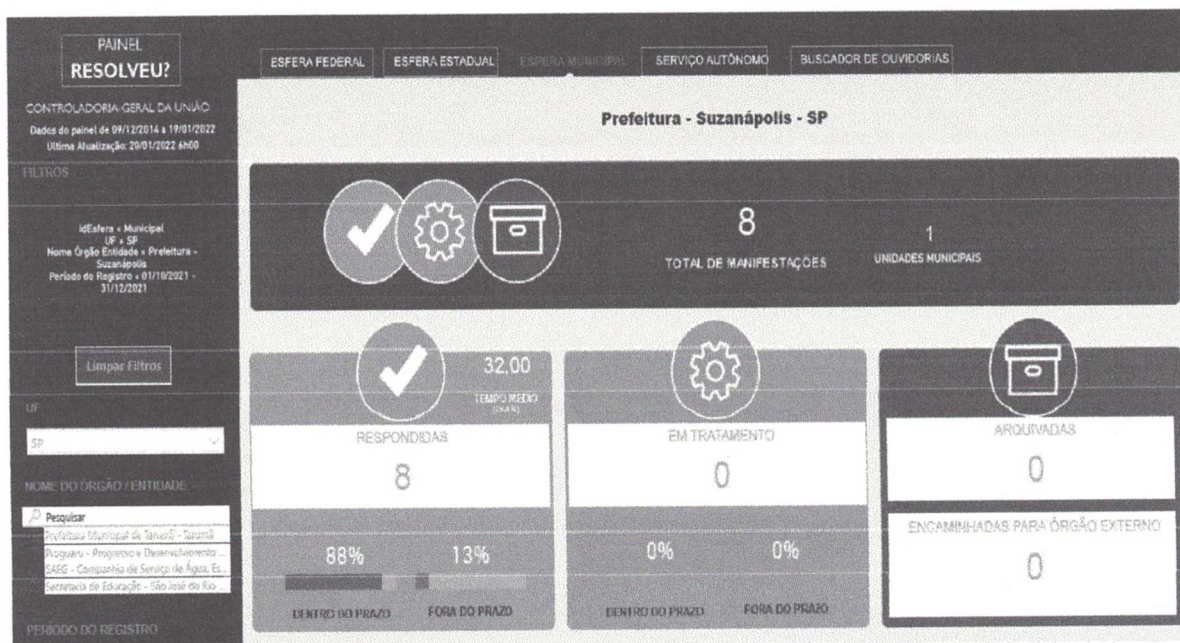 PAINEL
RESOLVEU?
CONTROLADORIA-GERAL DA UNIÃO
Dados do painel de 09/12/2014 a 19/01/2022
Última Atualização: 20/01/2022 6h00
FILTROS
IdEsfera « Municipal
UF » SP
Nome Órgão Entidade « Prefeitura -
Suzanápolis
Período do Registro « 01/10/2021 -
31/12/2021
Limpar Filtros
UF
SP
NOME DO ÓRGÃO / ENTIDADE
Pesquisar
Prefeitura Municipal de Tarumã - Tarumã
Proguaru - Progresso e Desenvolvimento ...
SAEG - Companhia de Serviço de Água, Es...
Secretaria de Educação - São José do Rio ...
PERÍODO DO REGISTRO
ESFERA FEDERAL
ESFERA ESTADUAL
ESFERA MUNICIPAL
SERVIÇO AUTÔNOMO
BUSCADOR DE OUVIDORIAS
Prefeitura - Suzanápolis - SP
8
TOTAL DE MANIFESTAÇÕES
1
UNIDADES MUNICIPAIS
32,00
TEMPO MÉDIO
(DIAS)
RESPONDIDAS
8
88%
13%
DENTRO DO PRAZO
FORA DO PRAZO
EM TRATAMENTO
0
0%
0%
DENTRO DO PRAZO
FORA DO PRAZO
ARQUIVADAS
0
ENCAMINHADAS PARA ÓRGÃO EXTERNO
0